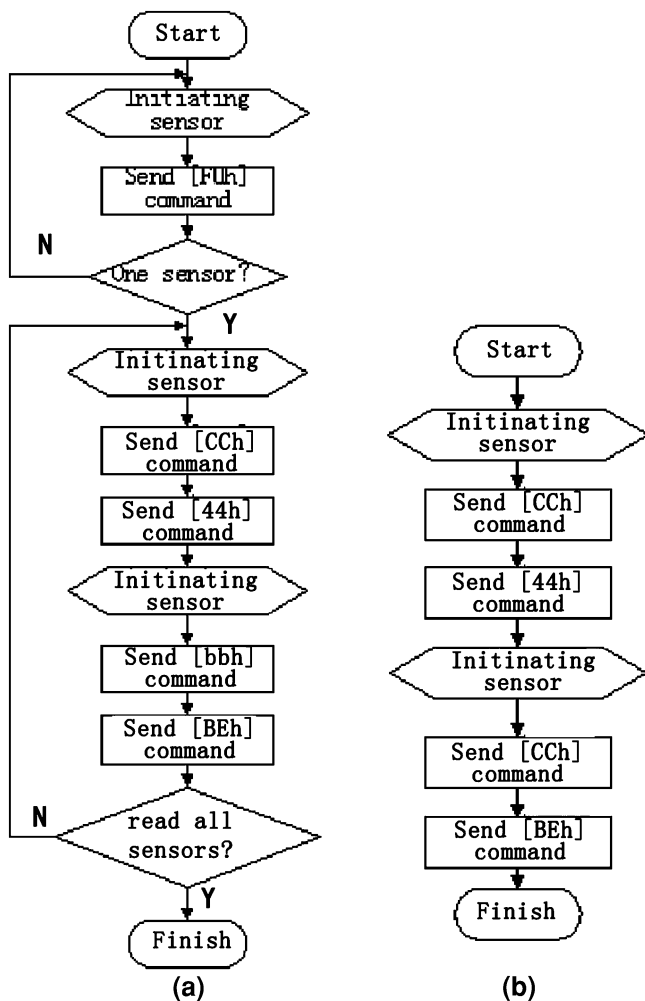 Start
Initiating
sensor
Send [F0h]
command
N
One sensor?
Y
Initinating
sensor
Send [CCh]
command
Send [44h]
command
Initinating
sensor
Send [bbh]
command
Send [BEh]
command
N
read all
sensors?
Y
Finish
(a)
Start
Initinating
sensor
Send [CCh]
command
Send [44h]
command
Initinating
sensor
Send [CCh]
command
Send [BEh]
command
Finish
(b)